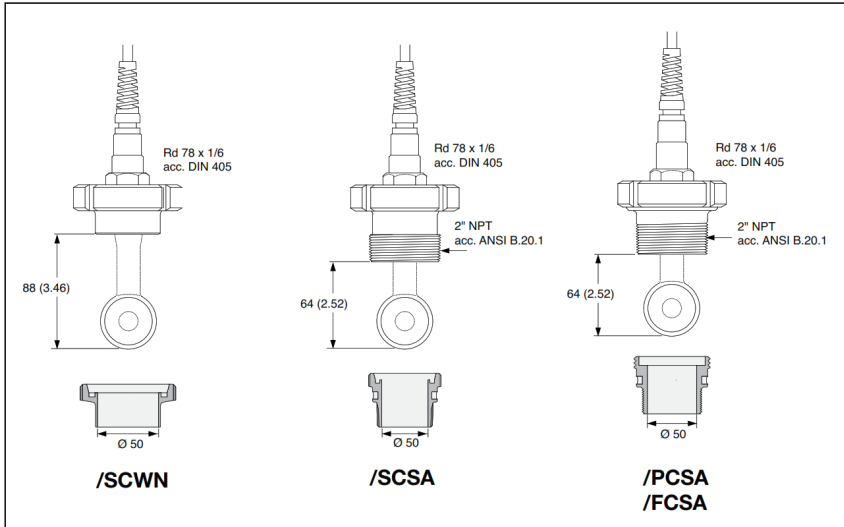 Rd 78 x 1/6
acc. DIN 405
88 (3.46)
Ø 50
/SCWN
Rd 78 x 1/6
acc. DIN 405
2" NPT
acc. ANSI B.20.1
64 (2.52)
Ø 50
/SCSA
Rd 78 x 1/6
acc. DIN 405
2" NPT
acc. ANSI B.20.1
64 (2.52)
Ø 50
/PCSA
/FCSA